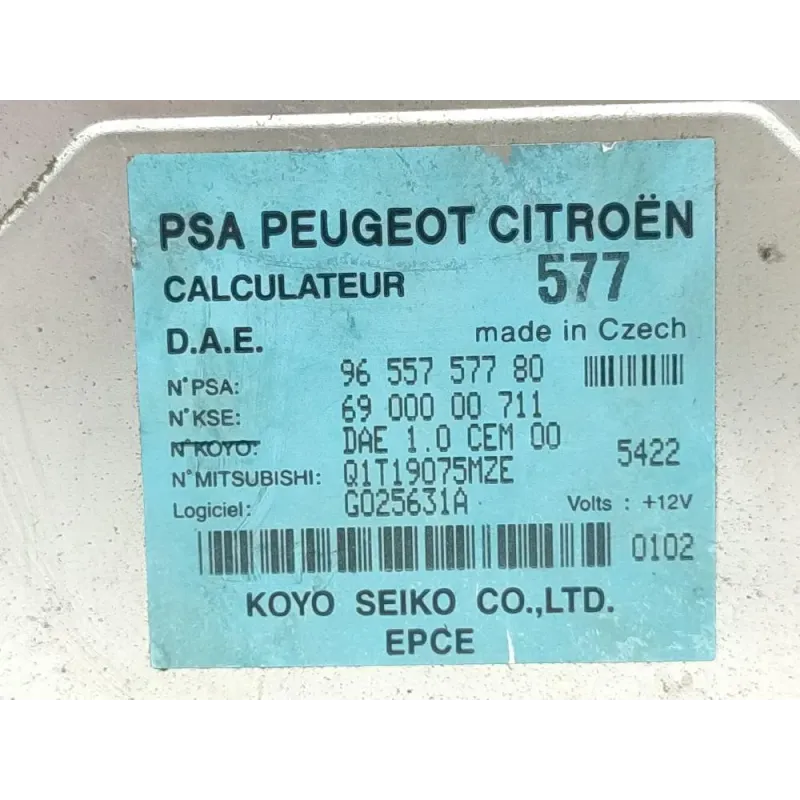 PSA PEUGEOT CITROËN
CALCULATEUR 577
D.A.E. made in Czech
N°PSA: 96 557 577 80
N°KSE: 69 000 00 711
N°KOYO: DAE 1.0 CEM 00
5422
N°MITSUBISHI: Q1T19075MZE
Logiciel: G025631A Volts : +12V
0102
KOYO SEIKO CO.,LTD.
EPCE